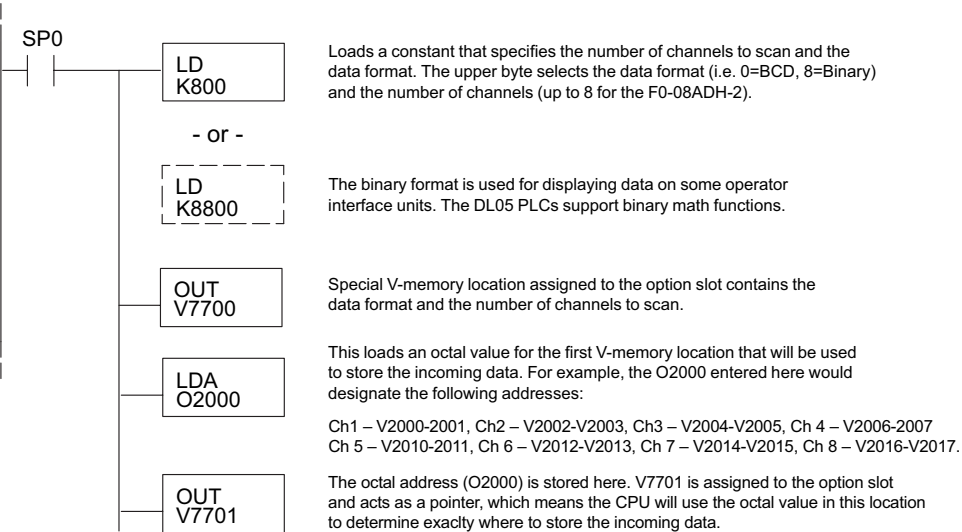 SP0
LD
K800
Loads a constant that specifies the number of channels to scan and the
data format. The upper byte selects the data format (i.e. 0=BCD, 8=Binary)
and the number of channels (up to 8 for the F0-08ADH-2).
- or -
LD
K8800
The binary format is used for displaying data on some operator
interface units. The DL05 PLCs support binary math functions.
OUT
V7700
Special V-memory location assigned to the option slot contains the
data format and the number of channels to scan.
LDA
O2000
This loads an octal value for the first V-memory location that will be used
to store the incoming data. For example, the O2000 entered here would
designate the following addresses:
Ch1 – V2000-2001, Ch2 – V2002-V2003, Ch3 – V2004-V2005, Ch 4 – V2006-2007
Ch 5 – V2010-2011, Ch 6 – V2012-V2013, Ch 7 – V2014-V2015, Ch 8 – V2016-V2017.
OUT
V7701
The octal address (O2000) is stored here. V7701 is assigned to the option slot
and acts as a pointer, which means the CPU will use the octal value in this location
to determine exaclty where to store the incoming data.